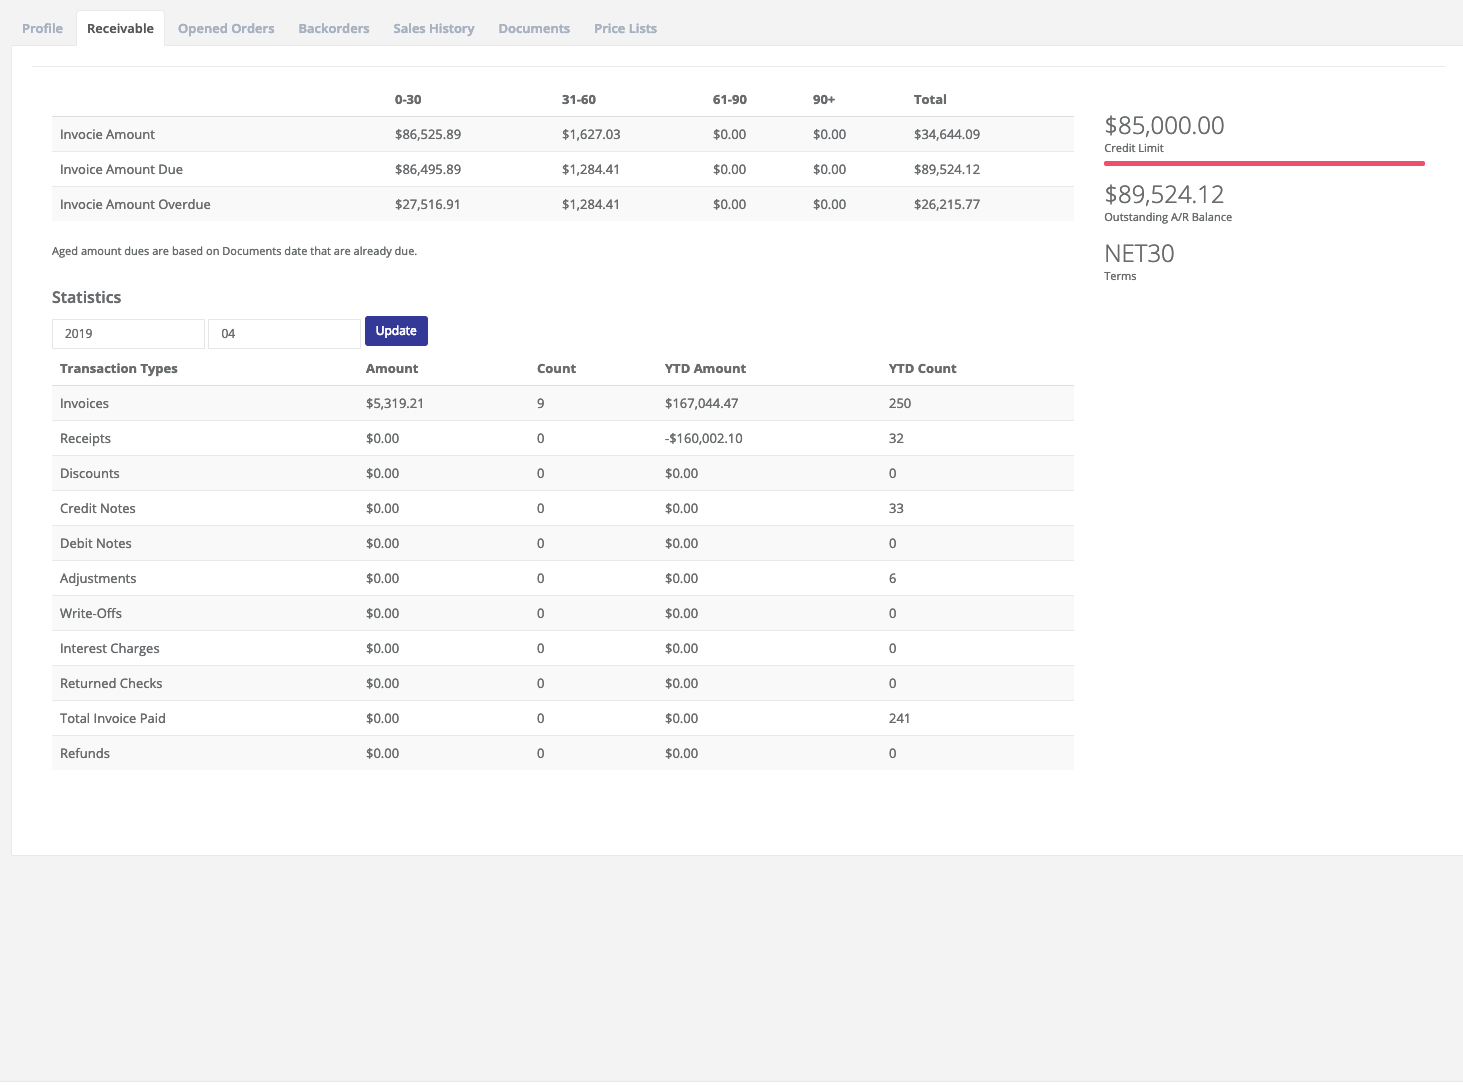 Profile Receivable Opened Orders Backorders Sales History Documents Price Lists
0-30 31-60 61-90 90+ Total
Invocie Amount $86,525.89 $1,627.03 $0.00 $0.00 $34,644.09
Invoice Amount Due $86,495.89 $1,284.41 $0.00 $0.00 $89,524.12
Invocie Amount Overdue $27,516.91 $1,284.41 $0.00 $0.00 $26,215.77
Aged amount dues are based on Documents date that are already due.
$85,000.00
Credit Limit
$89,524.12
Outstanding A/R Balance
NET30
Terms
Statistics
2019 04 Update
Transaction Types Amount Count YTD Amount YTD Count
Invoices $5,319.21 9 $167,044.47 250
Receipts $0.00 0 -$160,002.10 32
Discounts $0.00 0 $0.00 0
Credit Notes $0.00 0 $0.00 33
Debit Notes $0.00 0 $0.00 0
Adjustments $0.00 0 $0.00 6
Write-Offs $0.00 0 $0.00 0
Interest Charges $0.00 0 $0.00 0
Returned Checks $0.00 0 $0.00 0
Total Invoice Paid $0.00 0 $0.00 241
Refunds $0.00 0 $0.00 0